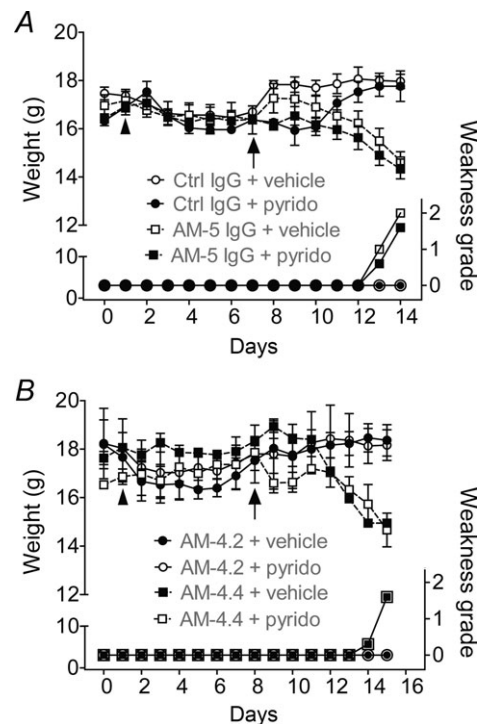 A
20
18
16
14
12
10
0
Weight (g)
Ctrl IgG + vehicle
Ctrl IgG + pyrido
AM-5 IgG + vehicle
AM-5 IgG + pyrido
2
1
0
Weakness grade
0 2 4 6 8 10 12 14
Days
B
20
18
16
14
12
10
0
Weight (g)
AM-4.2 + vehicle
AM-4.2 + pyrido
AM-4.4 + vehicle
AM-4.4 + pyrido
2
1
0
Weakness grade
0 2 4 6 8 10 12 14 16
Days